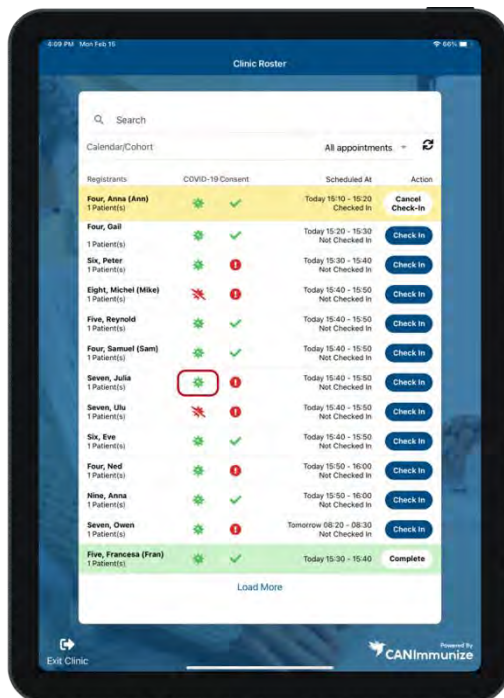 4:09 PM Mon Feb 15
66%
Clinic Roster
Search
Calendar/Cohort
All appointments
Registrants COVID-19 Consent Scheduled At Action
Four, Anna (Ann)
1 Patient(s)
Today 15:10 - 15:20
Checked In
Cancel
Check-In
Four, Gail
1 Patient(s)
Today 15:20 - 15:30
Not Checked In
Check In
Six, Peter
1 Patient(s)
Today 15:30 - 15:40
Not Checked In
Check In
Eight, Michel (Mike)
1 Patient(s)
Today 15:40 - 15:50
Not Checked In
Check In
Five, Reynold
1 Patient(s)
Today 15:40 - 15:50
Not Checked In
Check In
Four, Samuel (Sam)
1 Patient(s)
Today 15:40 - 15:50
Not Checked In
Check In
Seven, Julia
1 Patient(s)
Today 15:40 - 15:50
Not Checked In
Check In
Seven, Ulu
1 Patient(s)
Today 15:40 - 15:50
Not Checked In
Check In
Six, Eve
1 Patient(s)
Today 15:40 - 15:50
Not Checked In
Check In
Four, Ned
1 Patient(s)
Today 15:50 - 16:00
Not Checked In
Check In
Nine, Anna
1 Patient(s)
Today 15:50 - 16:00
Not Checked In
Check In
Seven, Owen
1 Patient(s)
Tomorrow 08:20 - 08:30
Not Checked In
Check In
Five, Francesa (Fran)
1 Patient(s)
Today 15:30 - 15:40
Complete
Load More
Exit Clinic
Powered By
CANImmunize